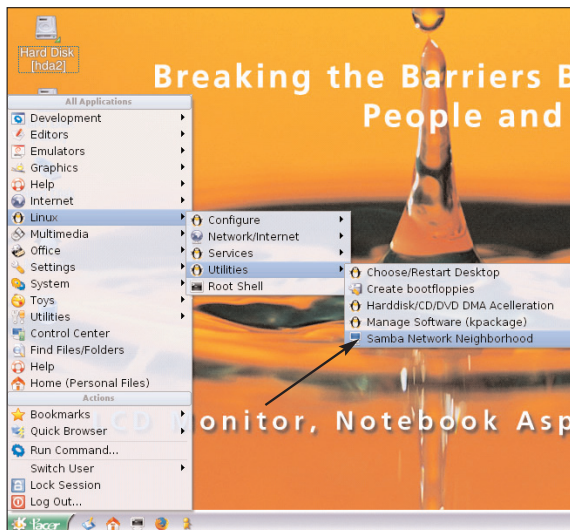 Hard Disk
[hda2]
Breaking the Barriers B
People and
All Applications
Development
Editors
Emulators
Graphics
Help
Internet
Linux
Multimedia
Office
Settings
System
Toys
Utilities
Control Center
Find Files/Folders
Help
Home (Personal Files)
Actions
Bookmarks
Quick Browser
Run Command...
Switch User
Lock Session
Log Out...
Configure
Network/Internet
Services
Utilities
Root Shell
Choose/Restart Desktop
Create bootfloppies
Harddisk/CD/DVD DMA Acelleration
Manage Software (kpackage)
Samba Network Neighborhood
LCD Monitor, Notebook Asp